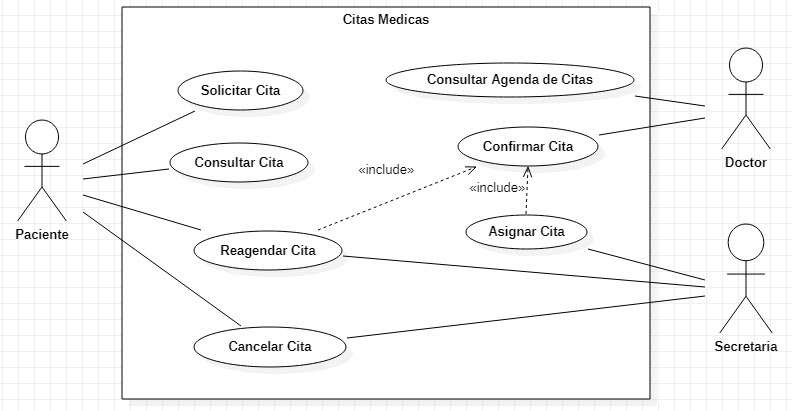 Citas Medicas
Solicitar Cita
Consultar Agenda de Citas
Confirmar Cita
Consultar Cita
Doctor
«include»
«include»
Paciente
Asignar Cita
Reagendar Cita
Cancelar Cita
Secretaria